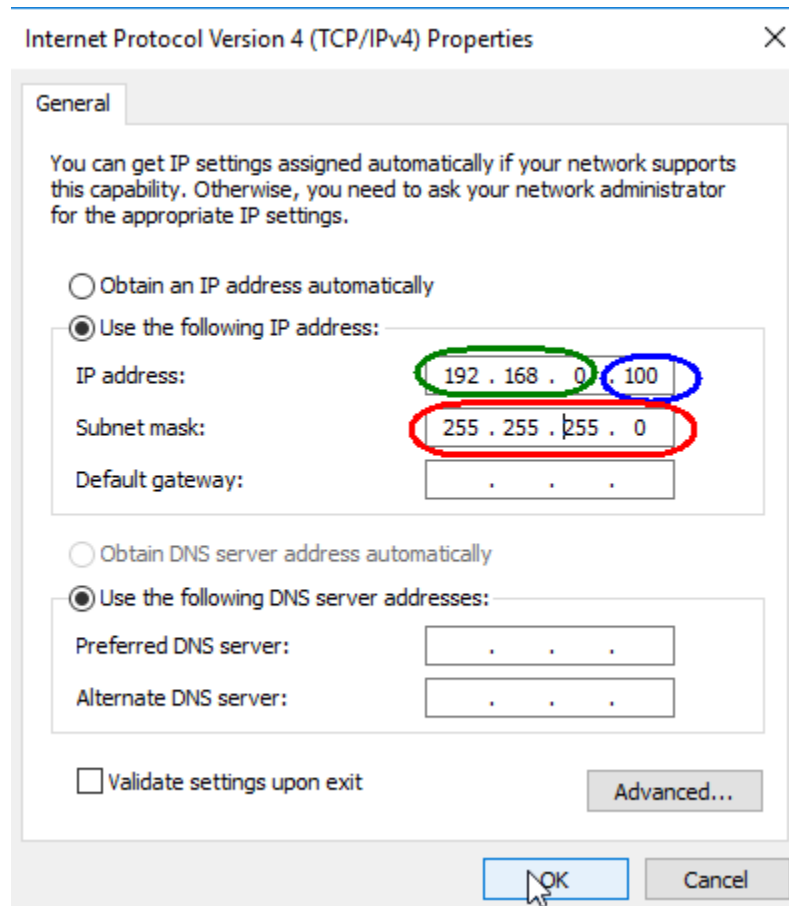 Internet Protocol Version 4 (TCP/IPv4) Properties
General
You can get IP settings assigned automatically if your network supports
this capability. Otherwise, you need to ask your network administrator
for the appropriate IP settings.
Obtain an IP address automatically
Use the following IP address:
IP address: 192 . 168 . 0 . 100
Subnet mask: 255 . 255 . 255 . 0
Default gateway: . . .
Obtain DNS server address automatically
Use the following DNS server addresses:
Preferred DNS server: . . .
Alternate DNS server: . . .
Validate settings upon exit
Advanced...
OK Cancel